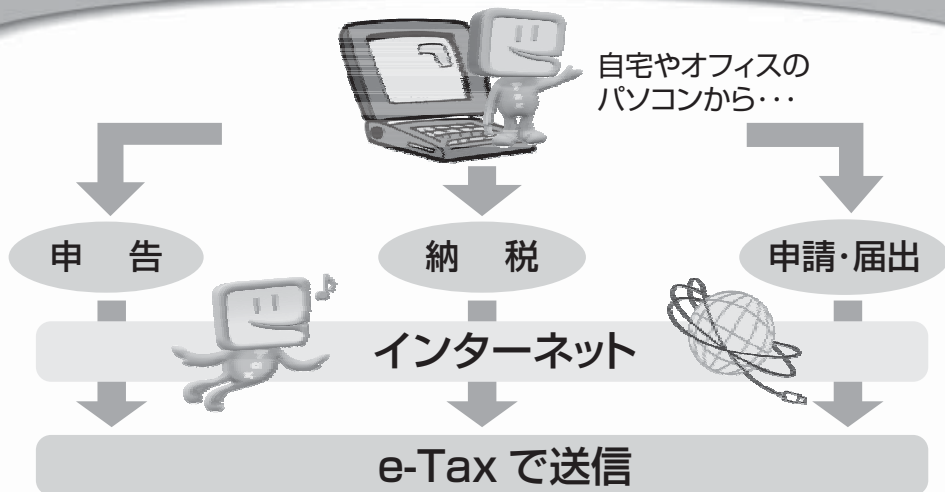 自宅やオフィスの
パソコンから･･･
申　告
納　税
申請･届出
インターネット
e-Tax で送信